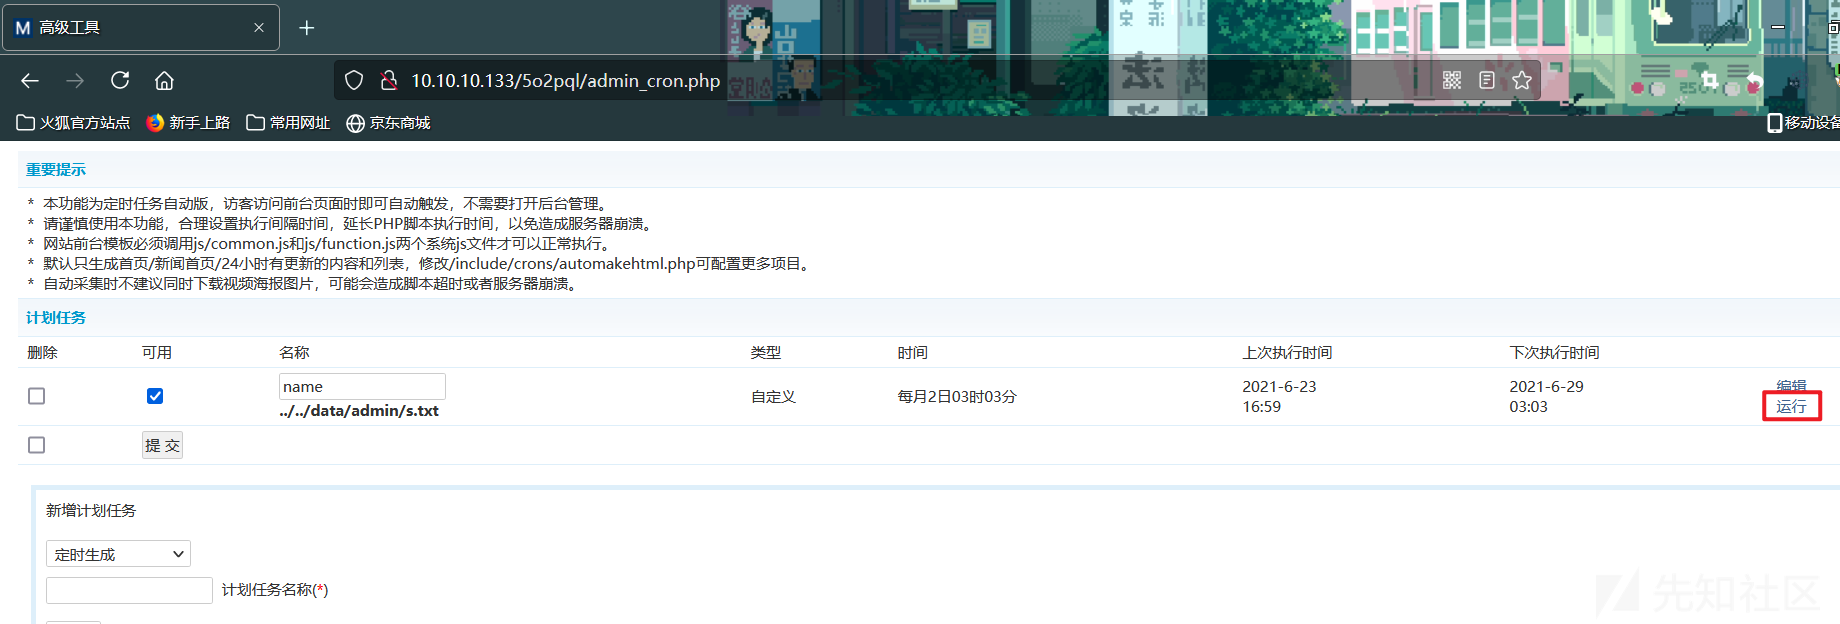 高级工具
10.10.10.133/5o2pql/admin_cron.php
火狐官方站点 新手上路 常用网址 京东商城 移动设备
重要提示
* 本功能为定时任务自动版，访客访问前台页面时即可自动触发，不需要打开后台管理。
* 请谨慎使用本功能，合理设置执行间隔时间，延长PHP脚本执行时间，以免造成服务器崩溃。
* 网站前台模板必须调用js/common.js和js/function.js两个系统js文件才可以正常执行。
* 默认只生成首页/新闻首页/24小时有更新的内容和列表，修改/include/crons/automakehtml.php可配置更多项目。
* 自动采集时不建议同时下载视频海报图片，可能会造成脚本超时或者服务器崩溃。
计划任务
删除 可用 名称 类型 时间 上次执行时间 下次执行时间
name
../../data/admin/s.txt
自定义
每月2日03时03分
2021-6-23
16:59
2021-6-29
03:03
编辑
运行
提 交
新增计划任务
定时生成
计划任务名称(*)
先知社区